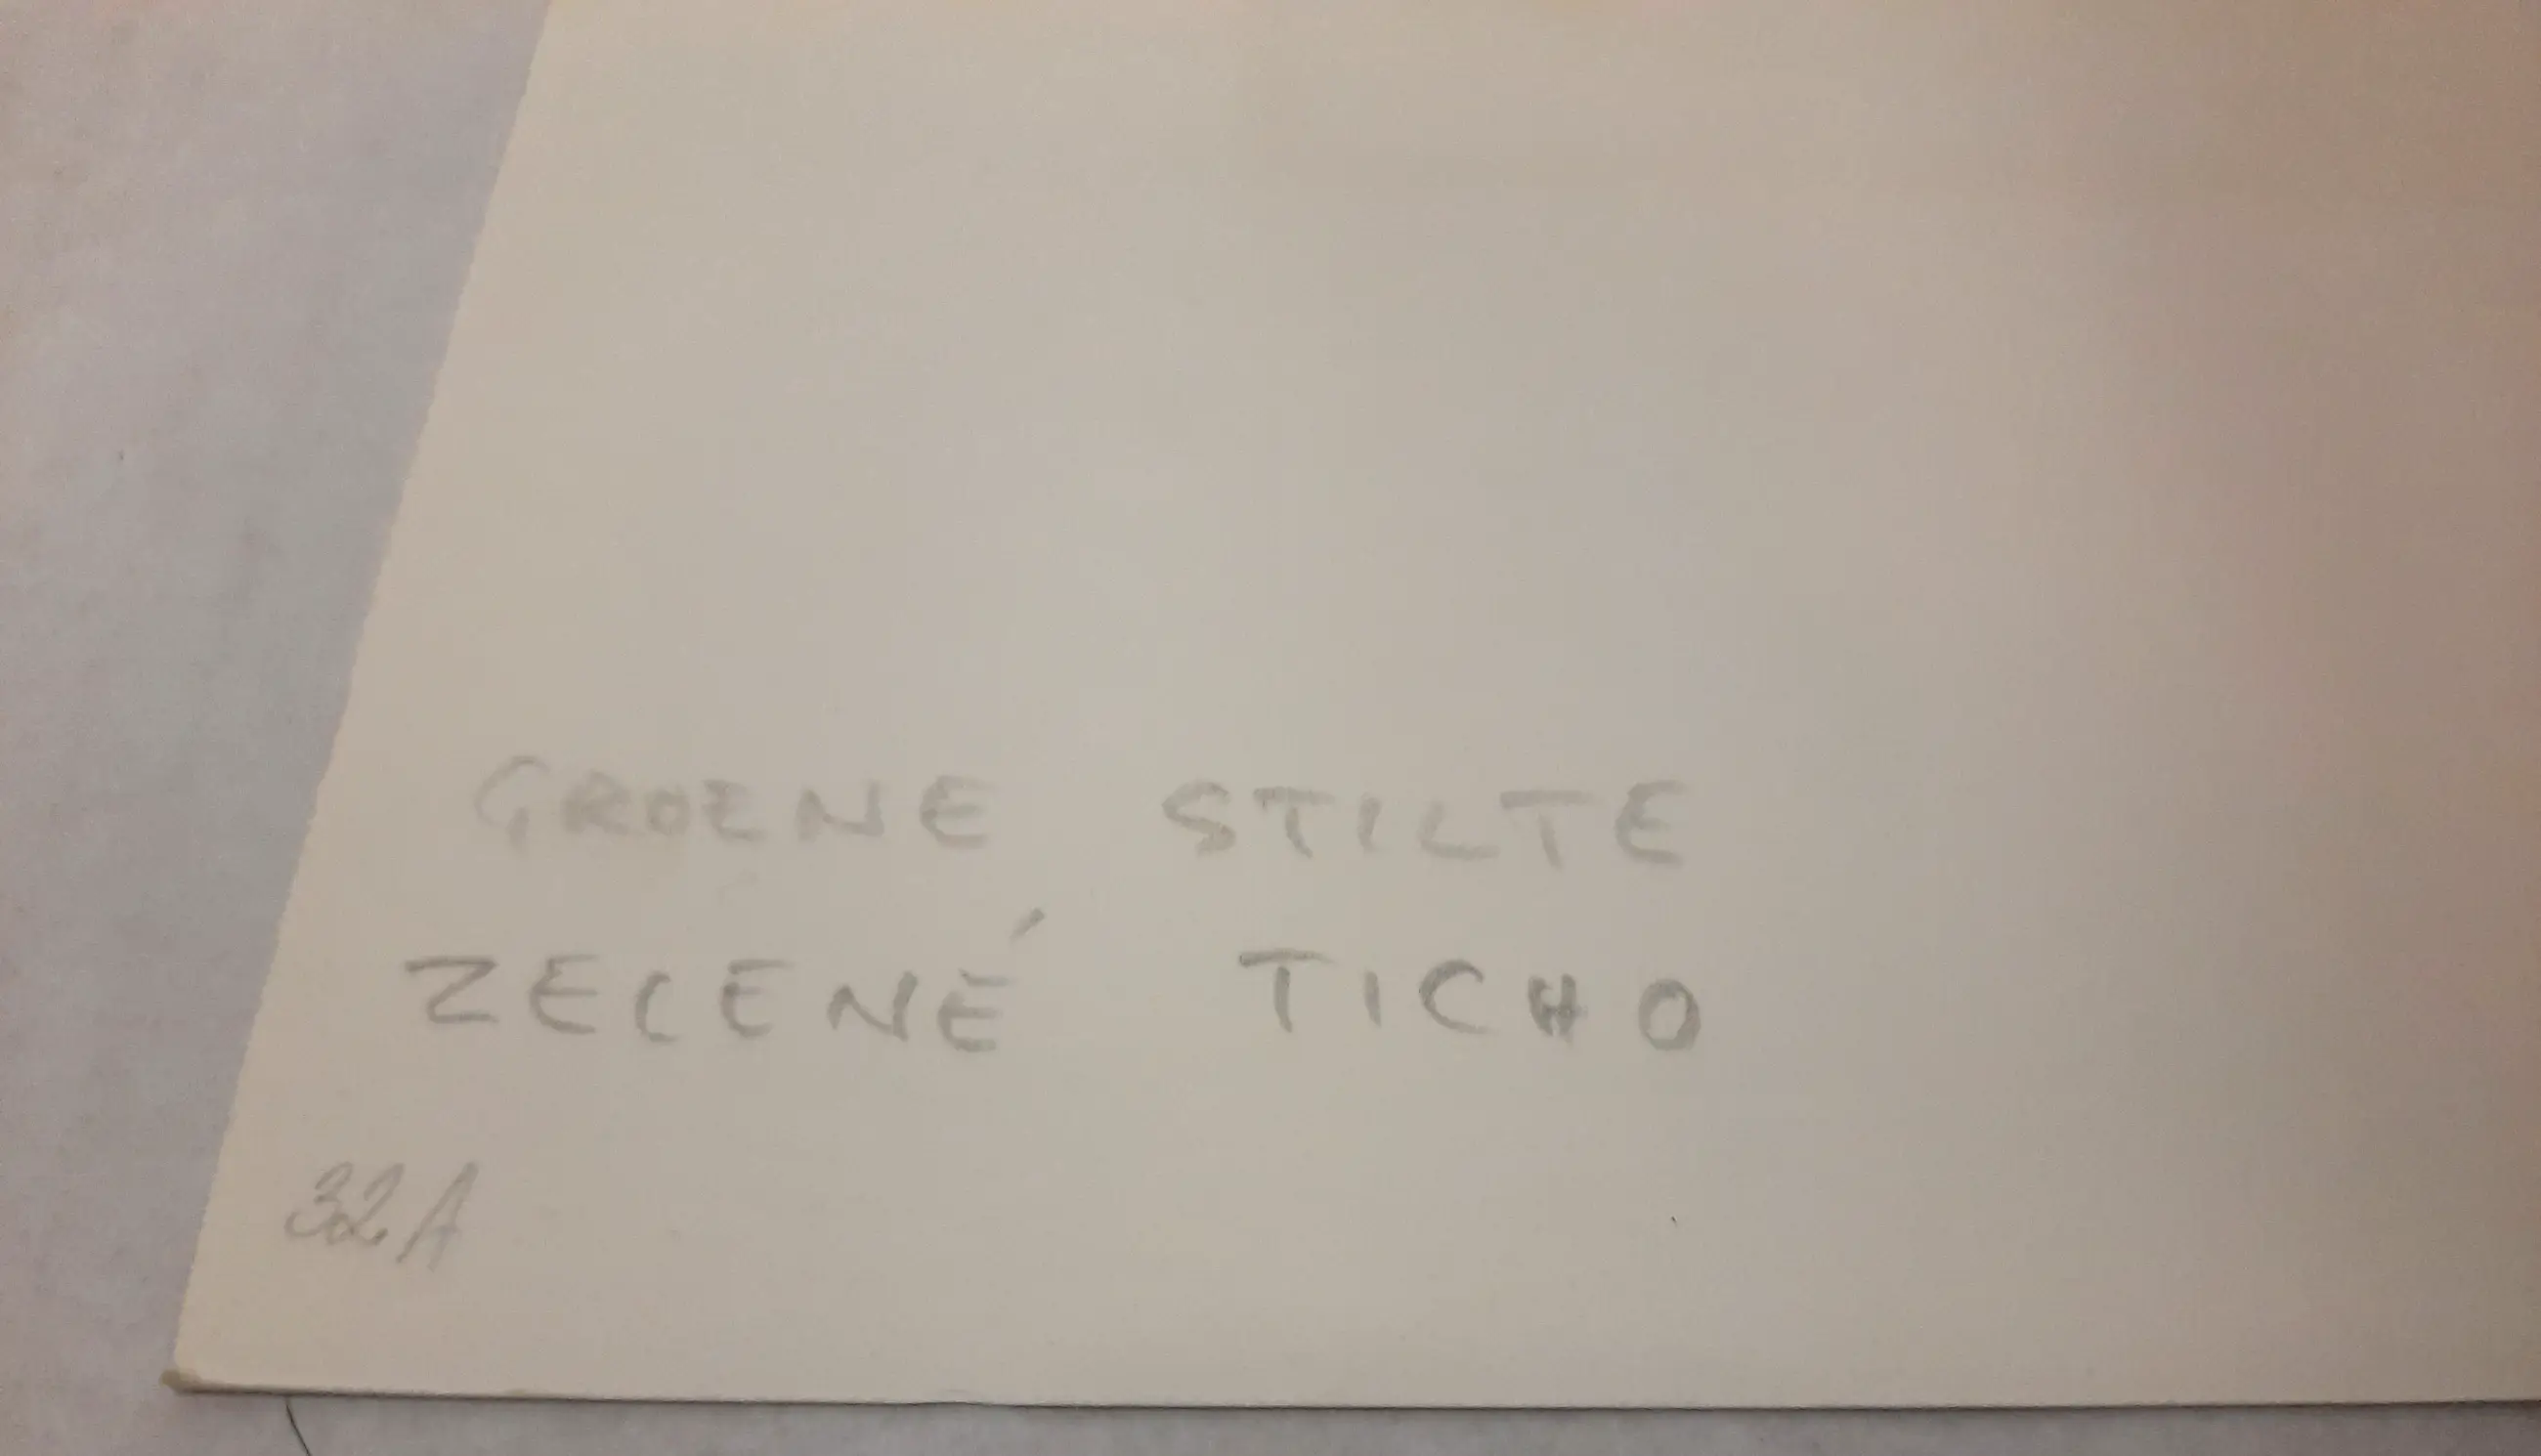 GROENE STILTE
ZELENÉ TICHO
32A